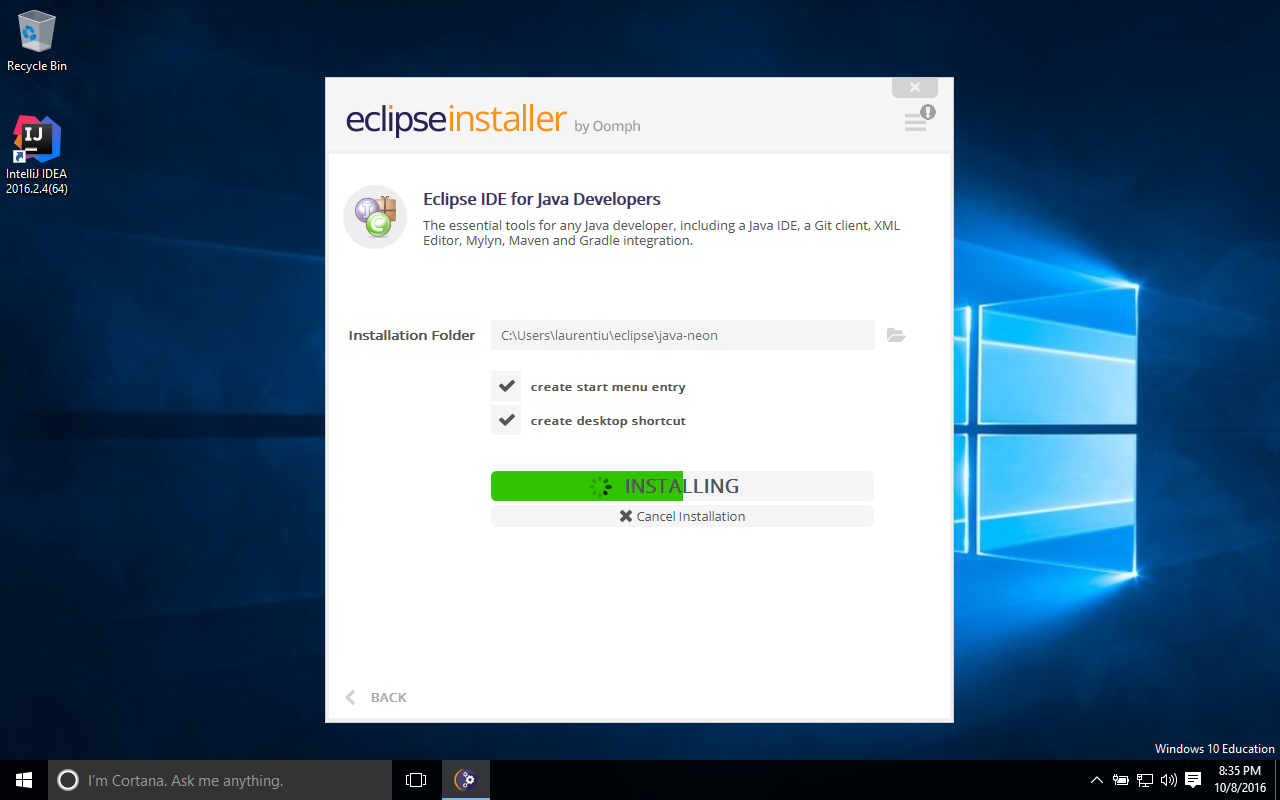 Recycle Bin
IJ
IntelliJ IDEA
2016.2.4(64)
eclipseinstaller by Oomph
Eclipse IDE for Java Developers
The essential tools for any Java developer, including a Java IDE, a Git client, XML
Editor, Mylyn, Maven and Gradle integration.
Installation Folder C:\Users\laurentiu\eclipse\java-neon
create start menu entry
create desktop shortcut
INSTALLING
Cancel Installation
BACK
Windows 10 Education
I'm Cortana. Ask me anything.
8:35 PM
10/8/2016